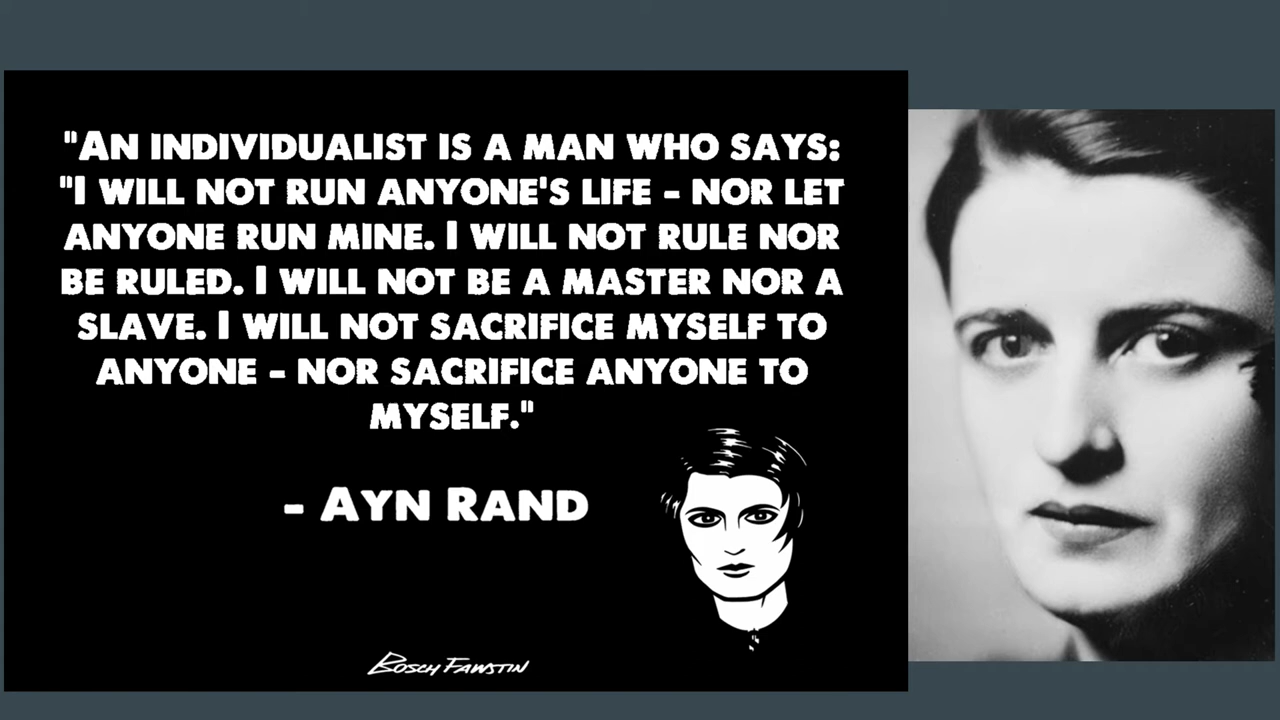 "An individualist is a man who says:
"I will not run anyone's life - nor let
anyone run mine. I will not rule nor
be ruled. I will not be a master nor a
slave. I will not sacrifice myself to
anyone - nor sacrifice anyone to
myself."
- Ayn Rand
Bosch Fawstin